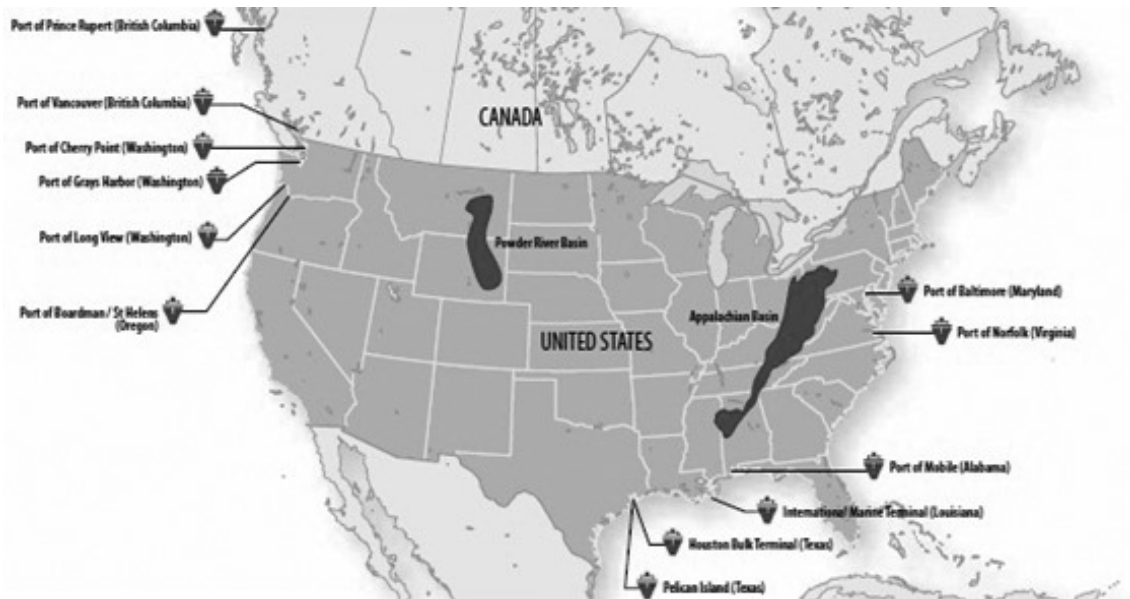 Port of Prince Rupert (British Columbia)
CANADA
Port of Vancouver (British Columbia)
Port of Cherry Point (Washington)
Port of Grays Harbor (Washington)
Port of Long View (Washington)
Powder River Basin
Port of Boardman / St Helens
(Oregon)
Port of Baltimore (Maryland)
Appalachian Basin
Port of Norfolk (Virginia)
UNITED STATES
Port of Mobile (Alabama)
International Marine Terminal (Louisiana)
Houston Bulk Terminal (Texas)
Pelican Island (Texas)